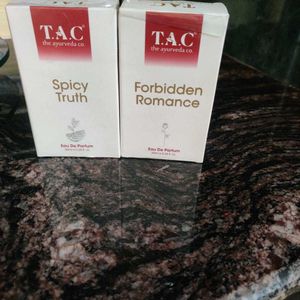 T.A.C
the ayurveda co.
Spicy
Truth
Eau De Parfum
T.A.C
the ayurveda co.
Forbidden
Romance
Eau De Parfum